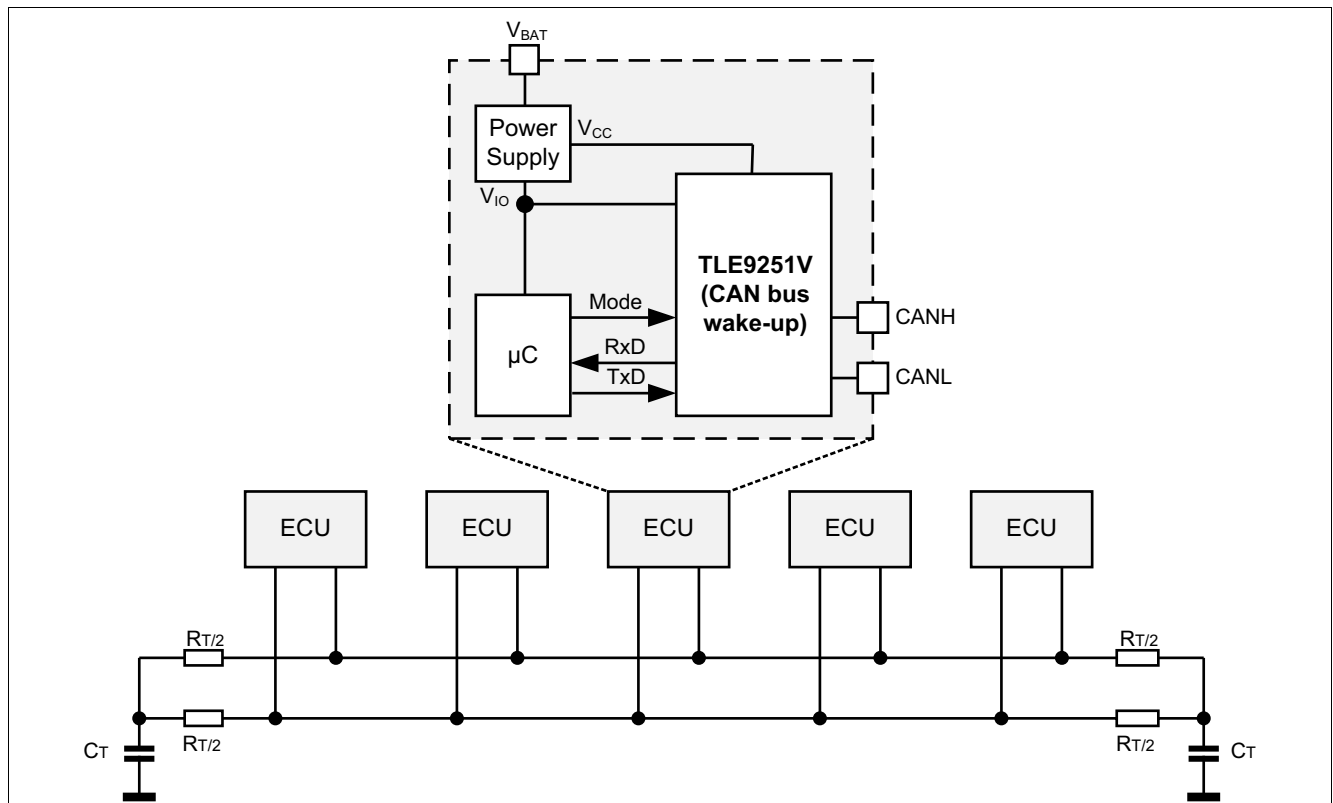 VBAT
Power
Supply
VCC
VIO
TLE9251V
(CAN bus
wake-up)
Mode
µC
RxD
TxD
CANH
CANL
ECU ECU ECU ECU ECU
RT/2 RT/2
RT/2 RT/2
CT CT